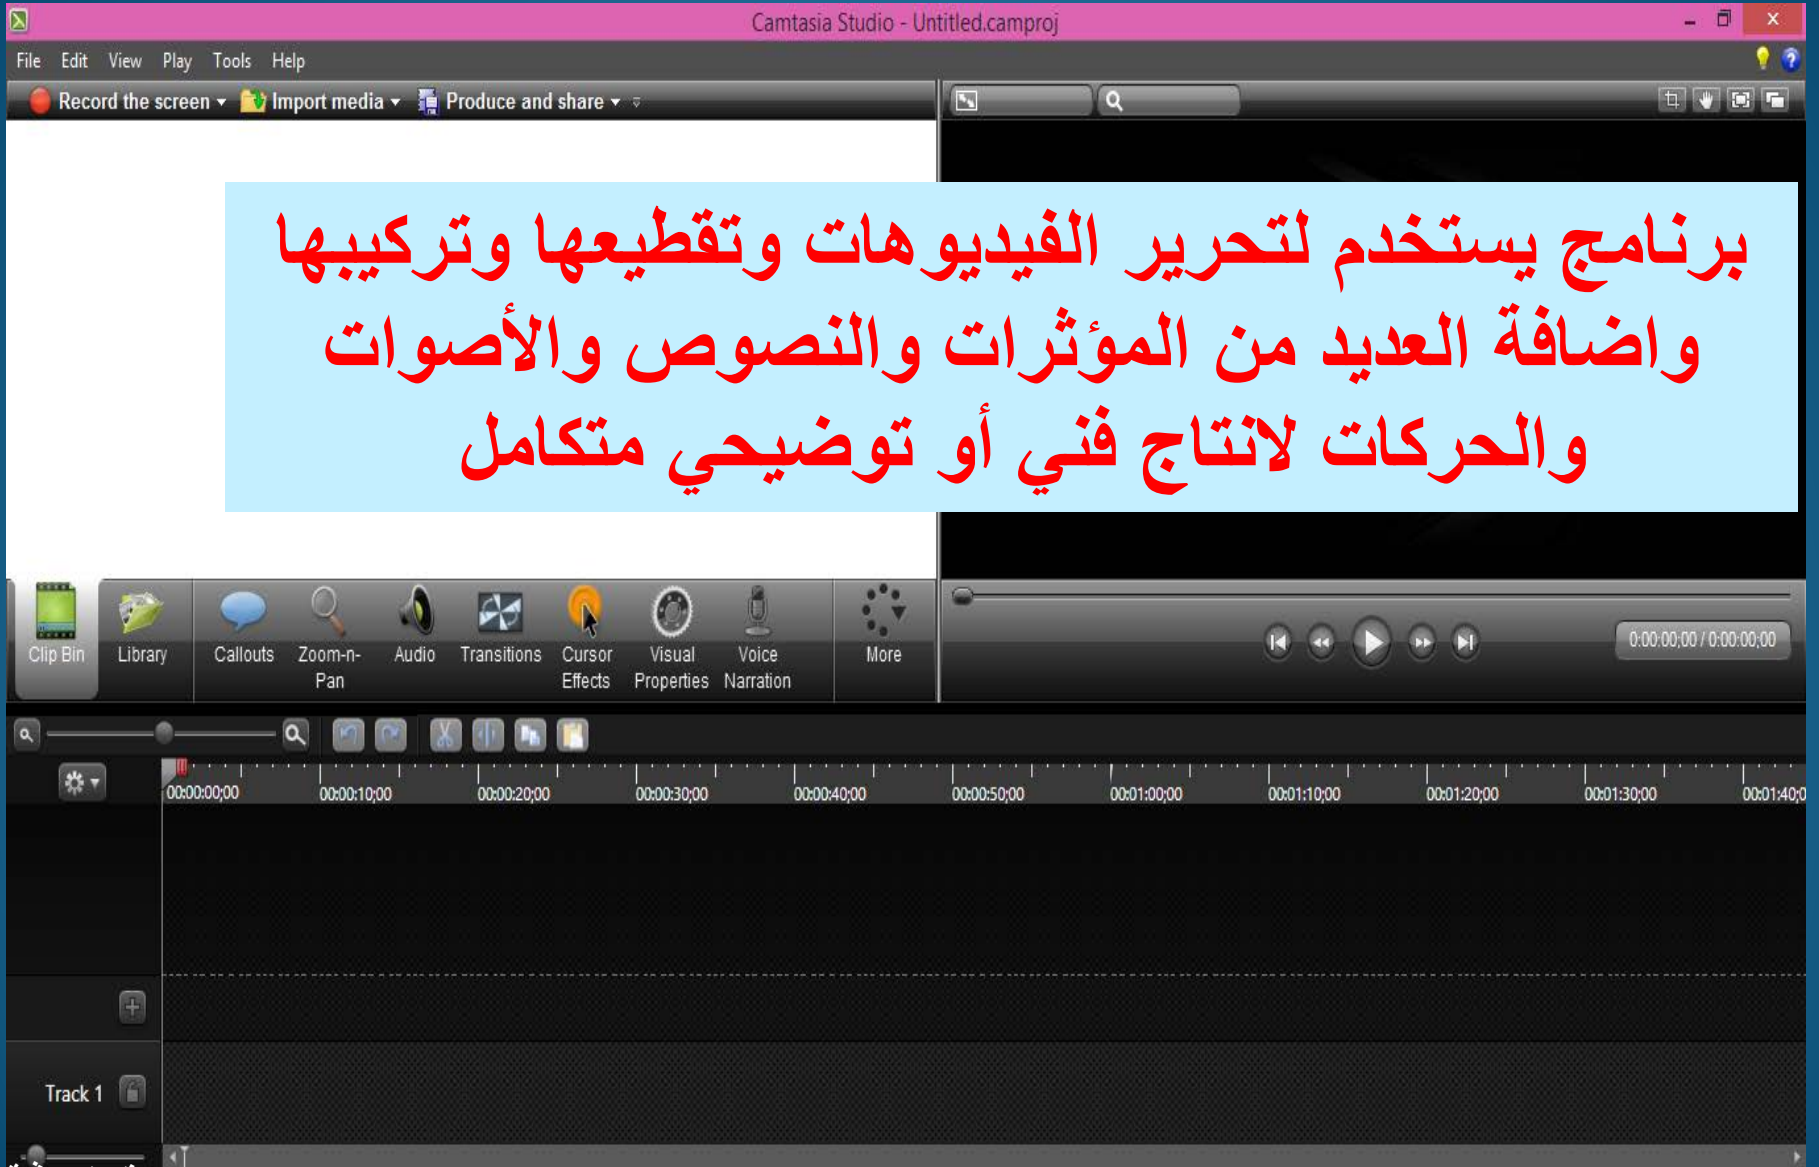 Camtasia Studio - Untitled.camproj
File Edit View Play Tools Help
Record the screen Import media Produce and share
برنامج يستخدم لتحرير الفيديوهات وتقطيعها وتركيبها
واضافة العديد من المؤثرات والنصوص والأصوات
والحركات لانتاج فني أو توضيحي متكامل
Clip Bin Library Callouts Zoom-n-Pan Audio Transitions Cursor Effects Visual Properties Voice Narration More
0:00:00;00 / 0:00:00;00
00:00:00;00 00:00:10;00 00:00:20;00 00:00:30;00 00:00:40;00 00:00:50;00 00:01:00;00 00:01:10;00 00:01:20;00 00:01:30;00 00:01:40;0
Track 1